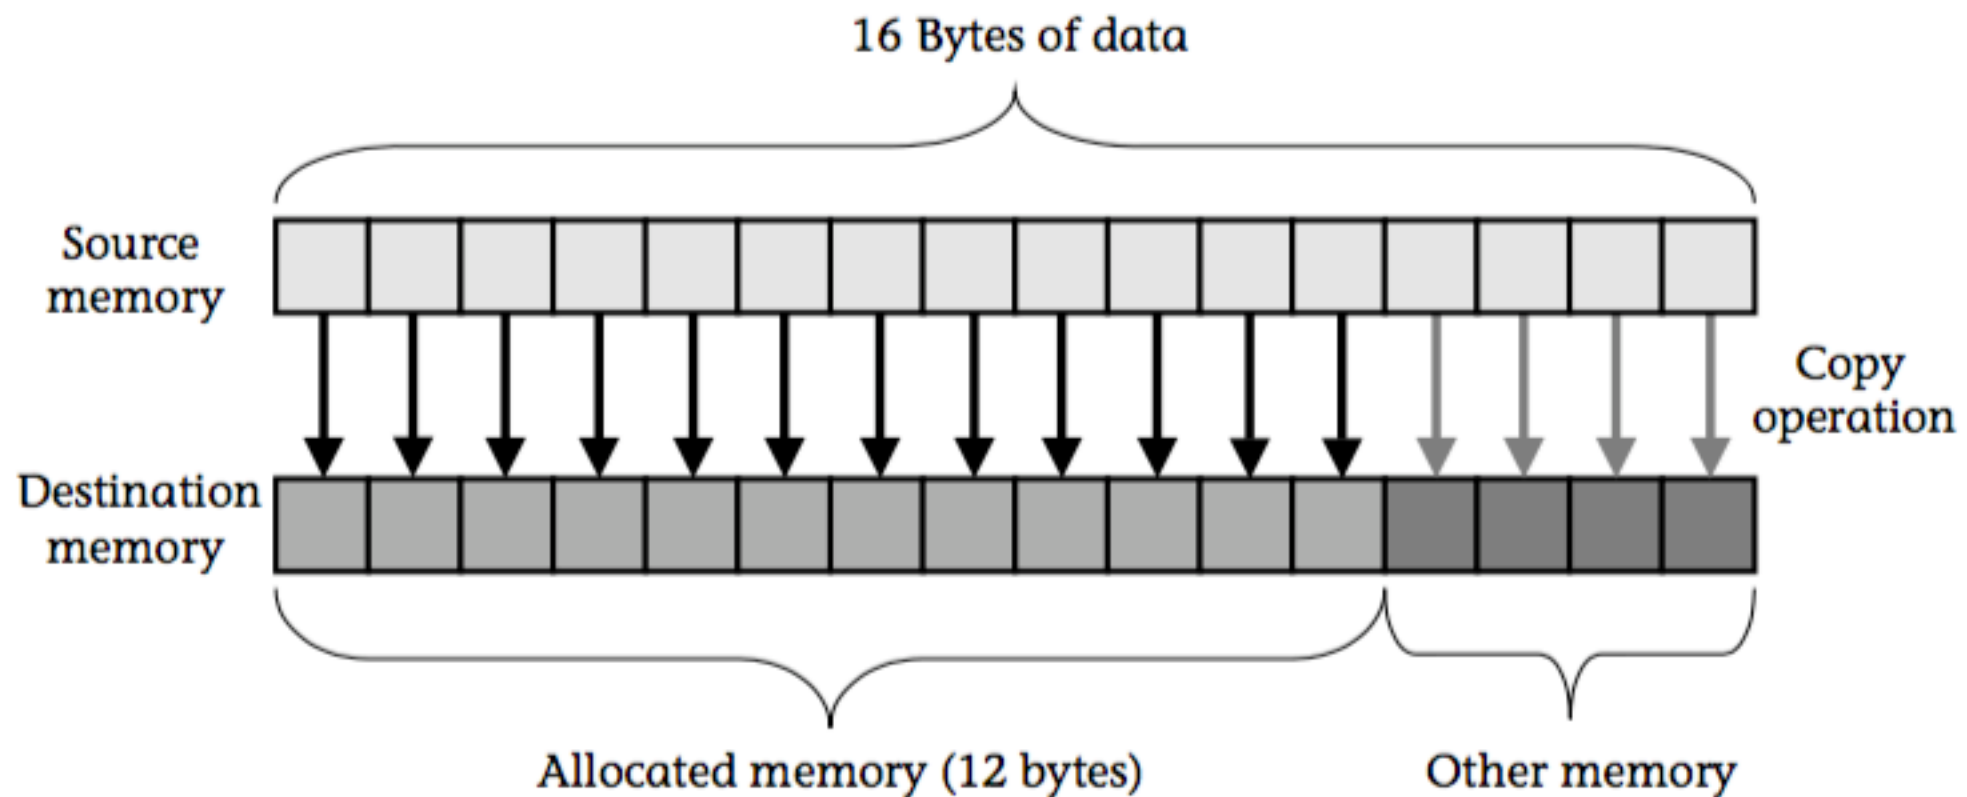 16 Bytes of data
Source
memory
Copy
operation
Destination
memory
Allocated memory (12 bytes)
Other memory